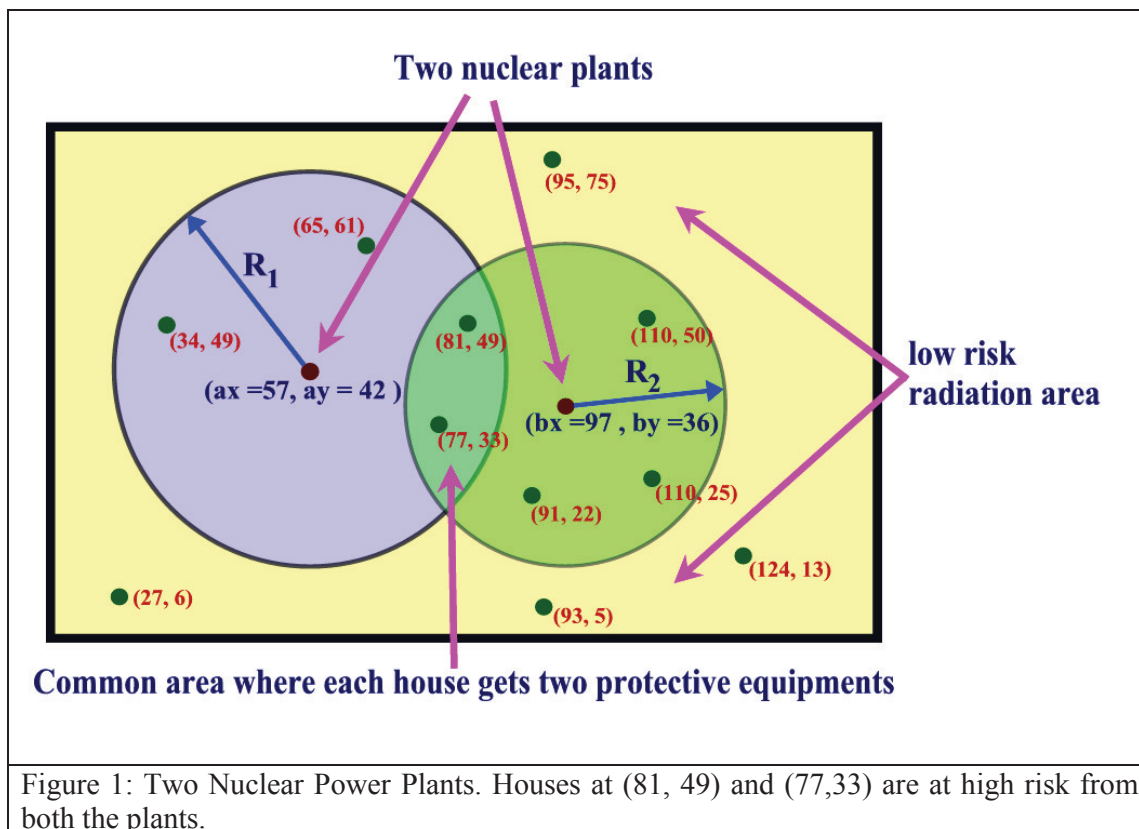 Two nuclear plants
(95, 75)
(65, 61)
R1
(34, 49)
(81, 49)
(110, 50)
low risk
radiation area
R2
(ax =57, ay = 42 )
(bx =97 , by =36)
(77, 33)
(110, 25)
(91, 22)
(124, 13)
(27, 6)
(93, 5)
Common area where each house gets two protective equipments
Figure 1: Two Nuclear Power Plants. Houses at (81, 49) and (77,33) are at high risk from
both the plants.